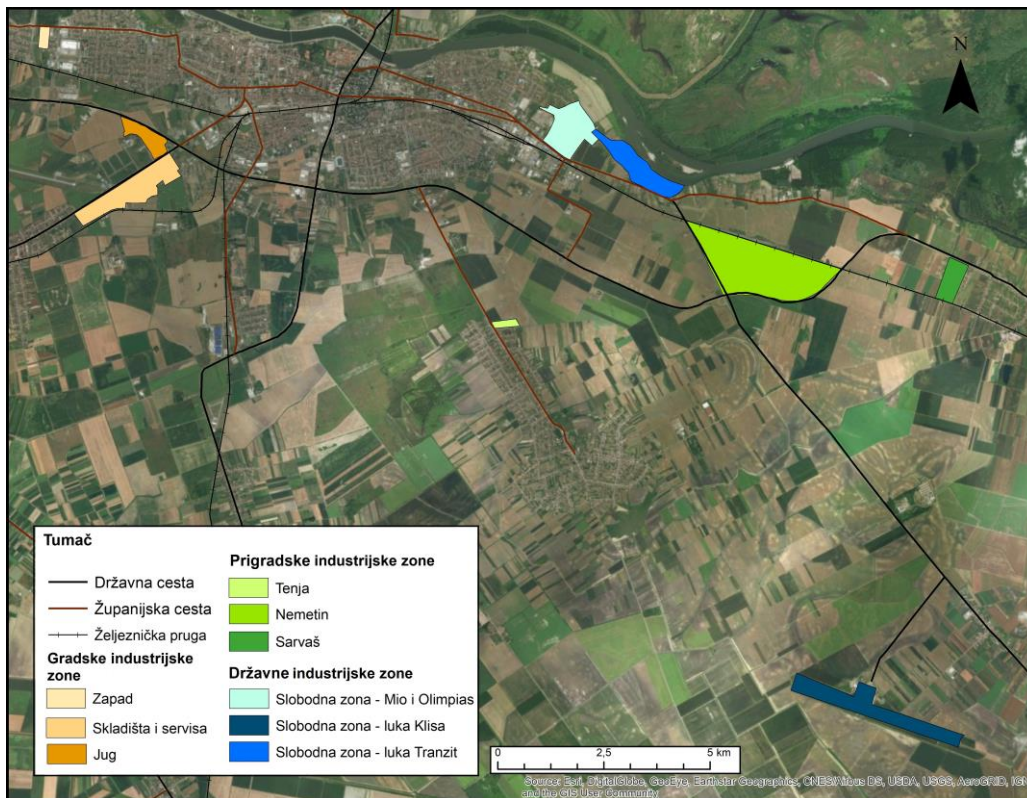 N
Tumač
Državna cesta
Županijska cesta
Željeznička pruga
Gradske industrijske
zone
Zapad
Skladišta i servisa
Jug
Prigradske industrijske zone
Tenja
Nemetin
Sarvaš
Državne industrijske zone
Slobodna zona - Mio i Olimpias
Slobodna zona - luka Klisa
Slobodna zona - luka Tranzit
0 2,5 5 km
Source: Esri, DigitalGlobe, GeoEye, Earthstar Geographics, CNES/Airbus DS, USDA, USGS, AeroGRID, IGN
and the GIS User Community